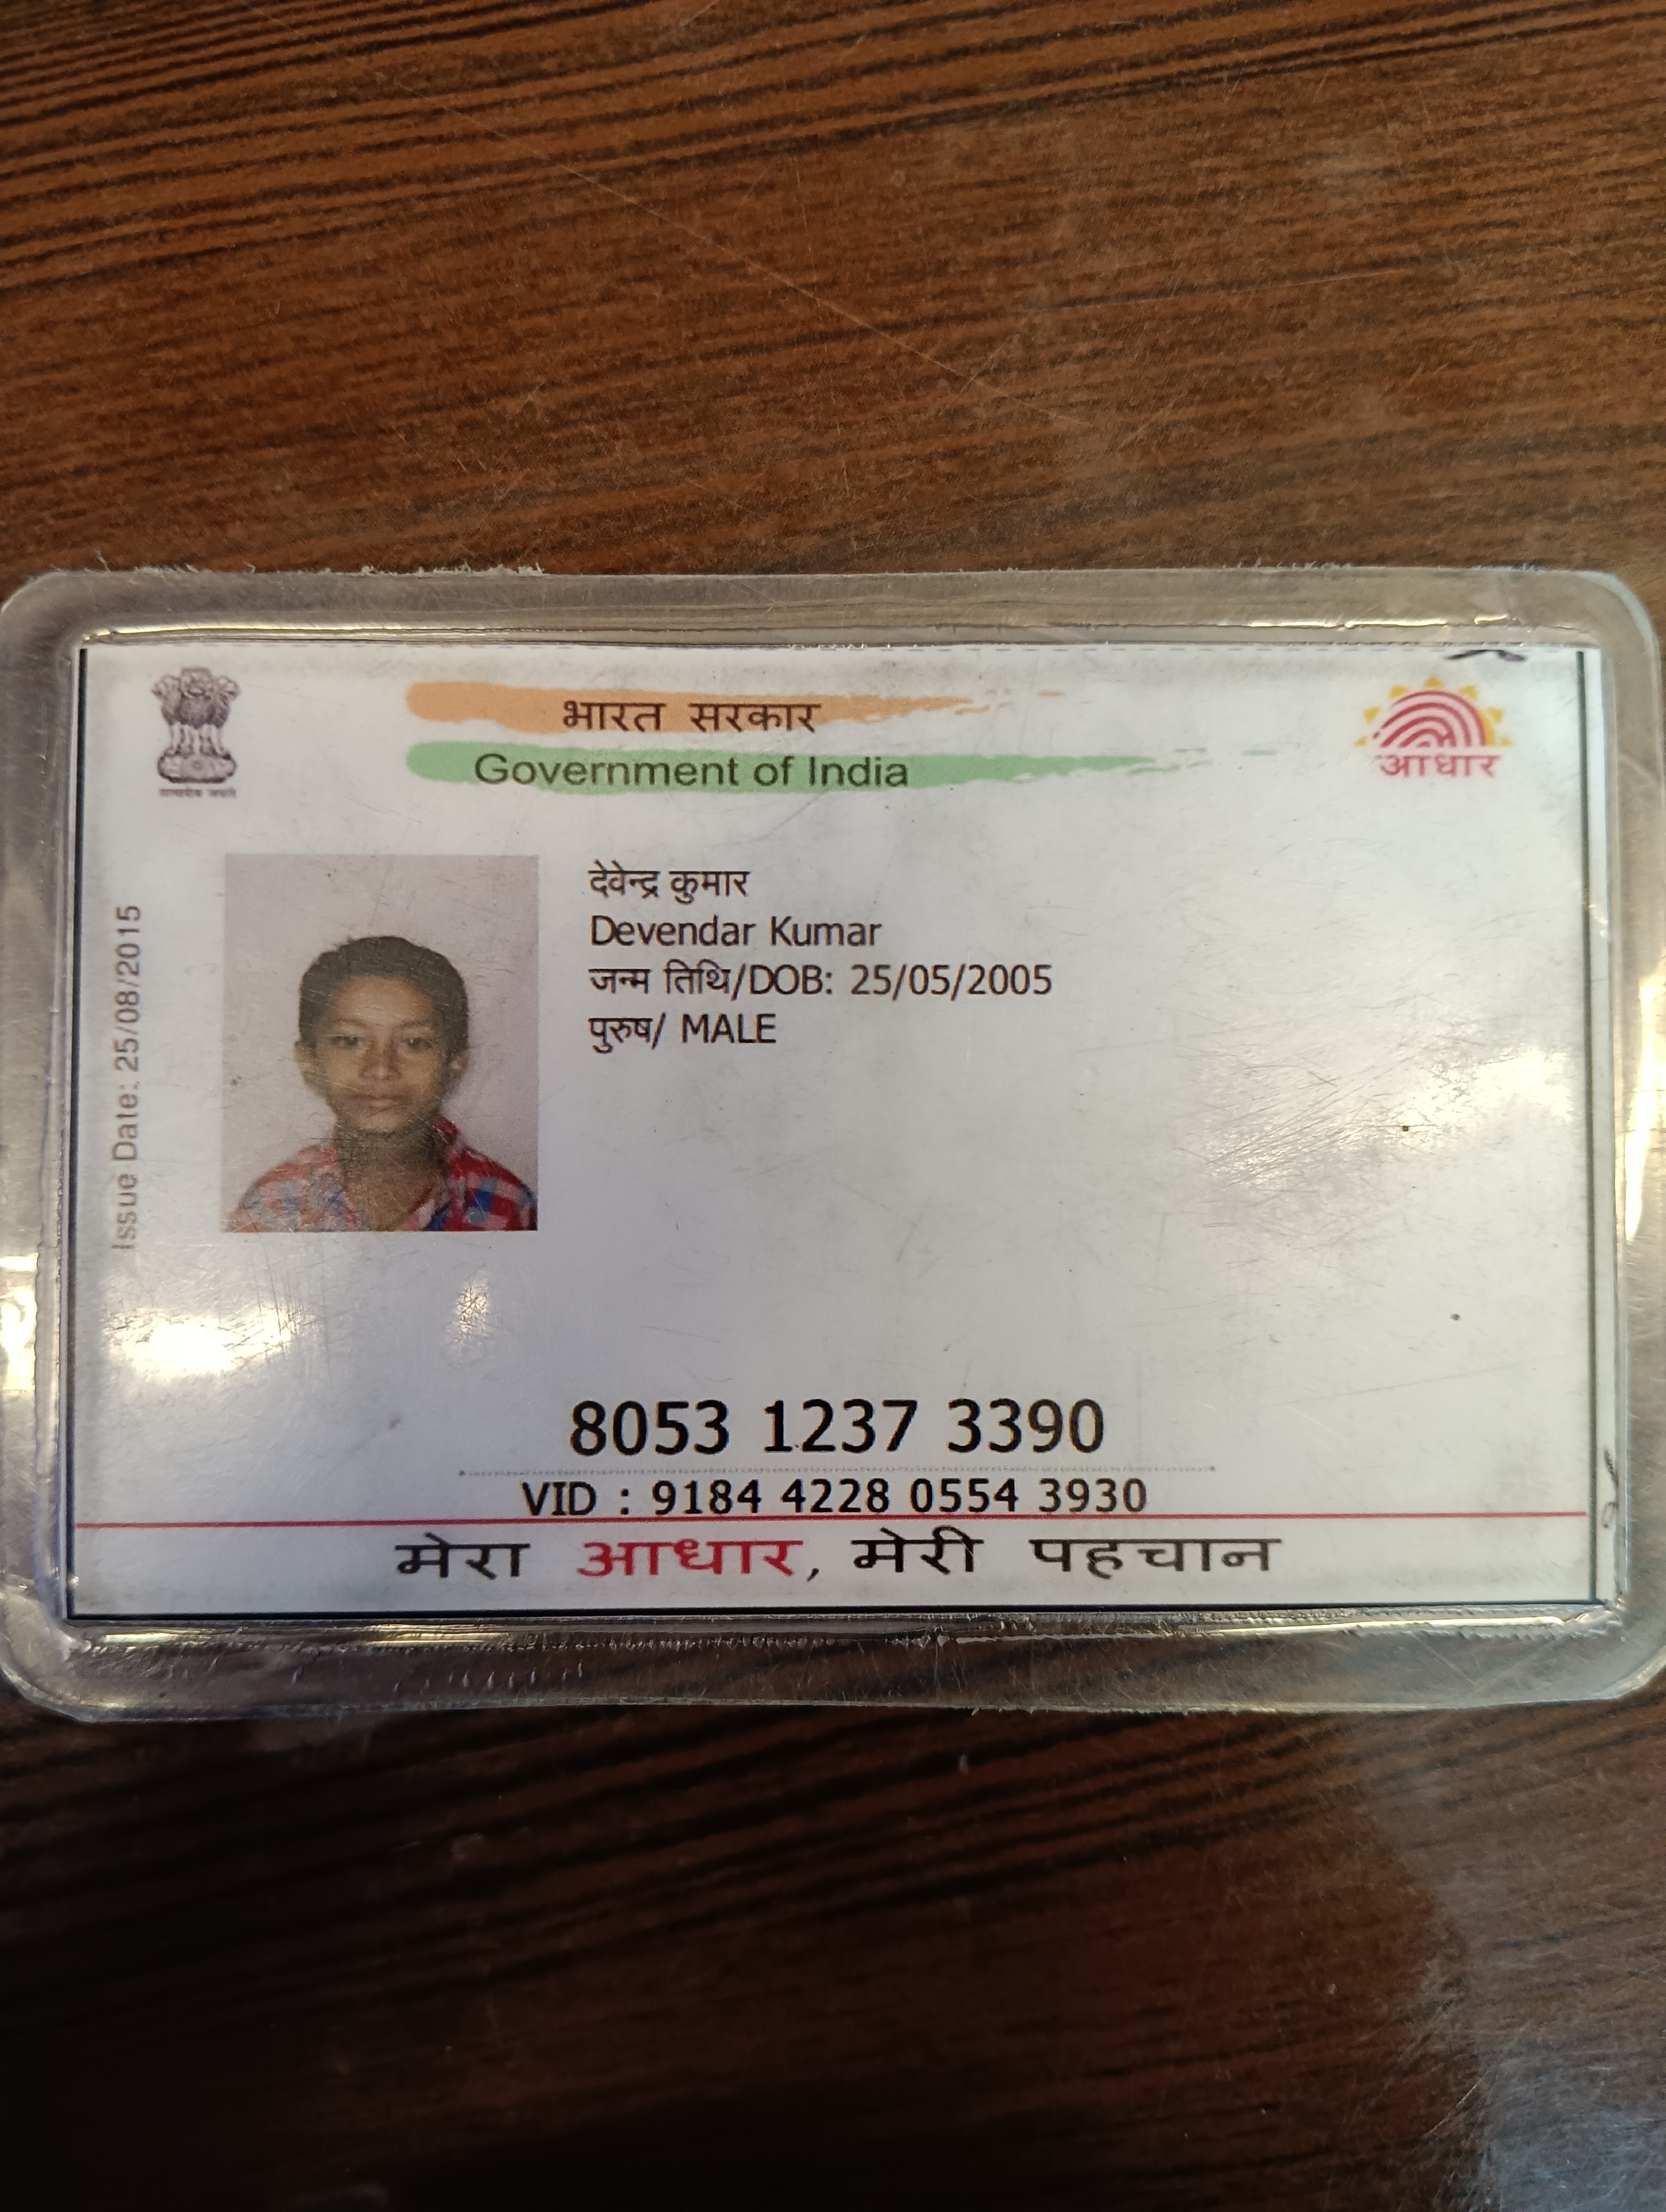 भारत सरकार
Government of India
आधार
Issue Date: 25/08/2015
देवेन्द्र कुमार
Devendar Kumar
जन्म तिथि/DOB: 25/05/2005
पुरुष/ MALE
8053 1237 3390
VID : 9184 4228 0554 3930
मेरा आधार, मेरी पहचान